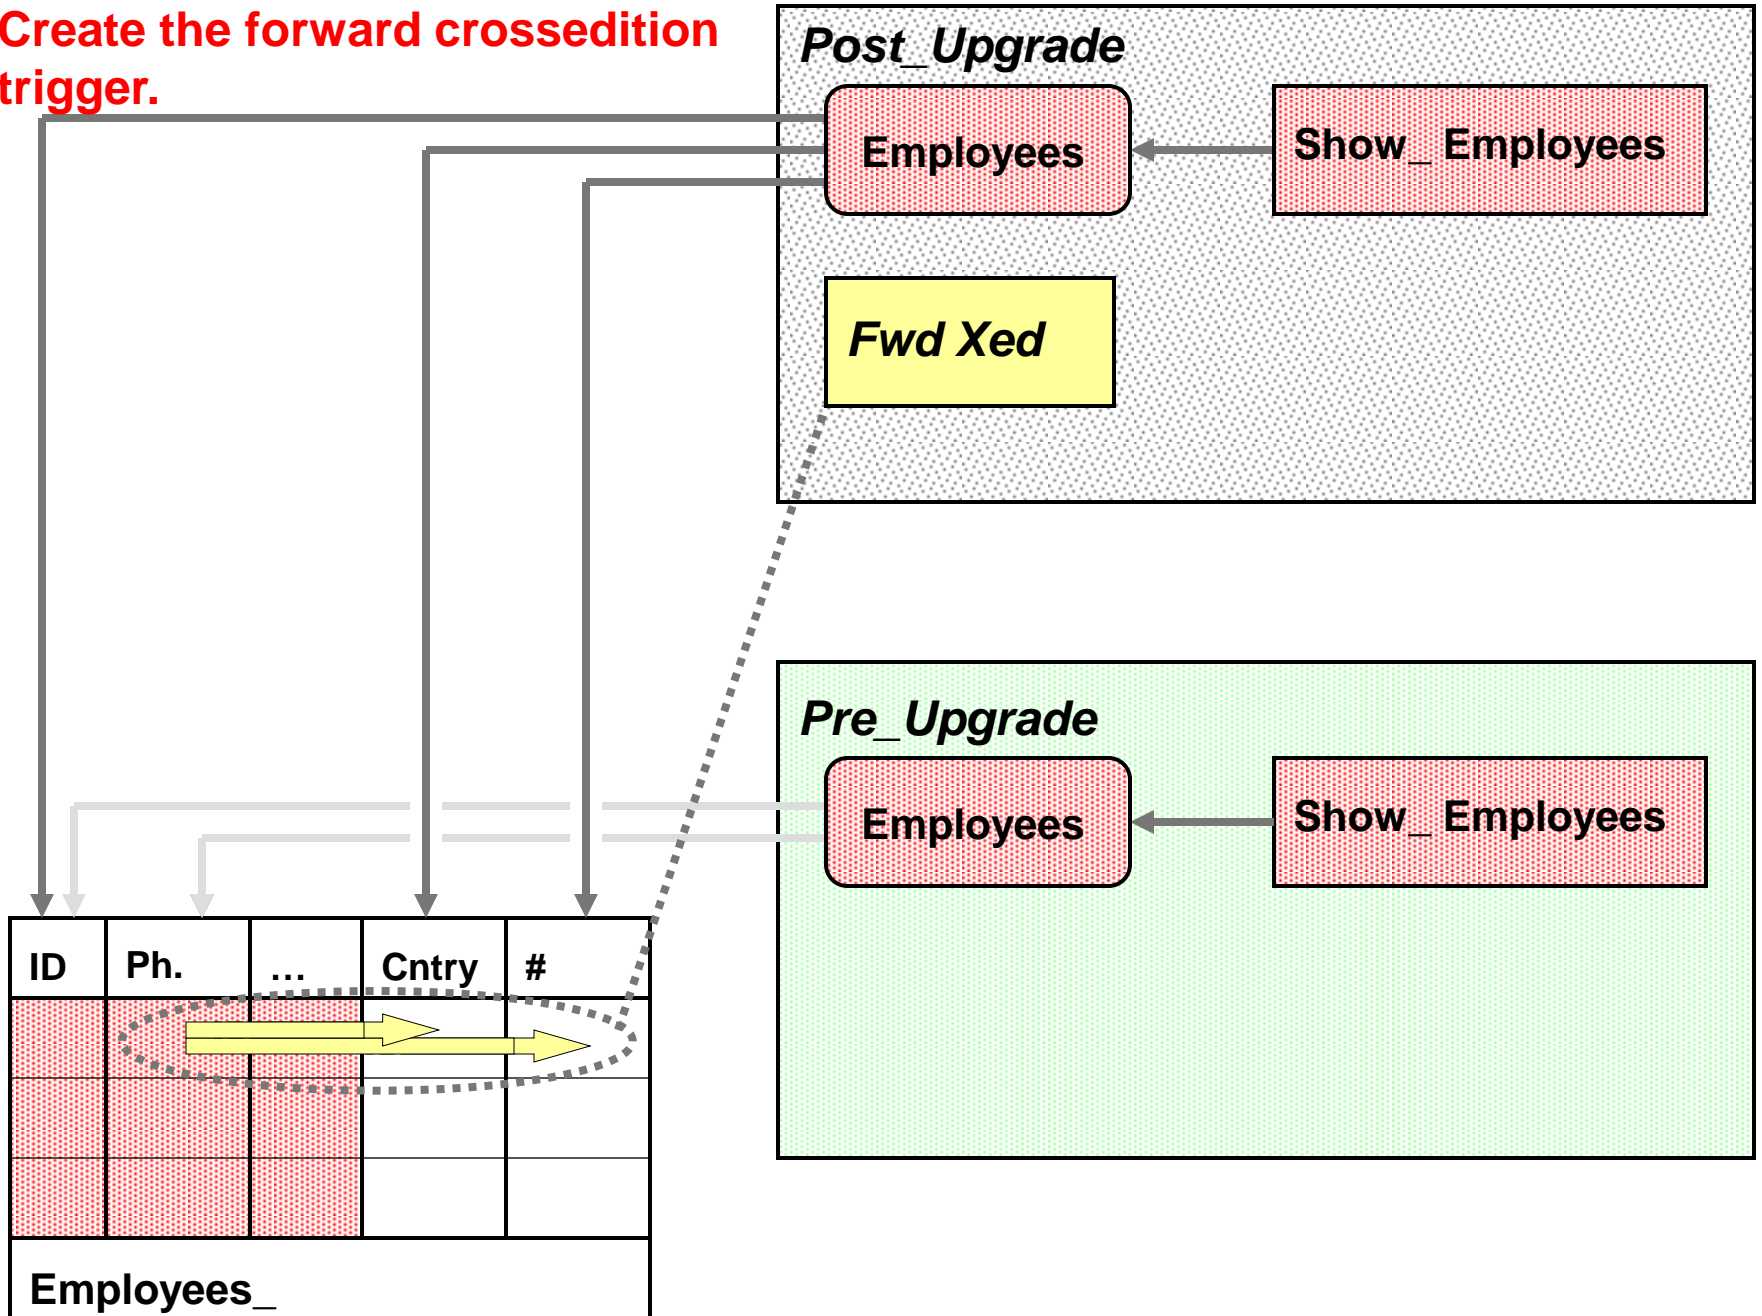 Create the forward crossedition
trigger.
Post_Upgrade
Employees
Show_ Employees
Fwd Xed
Pre_Upgrade
Employees
Show_ Employees
ID Ph. ... Cntry #
Employees_